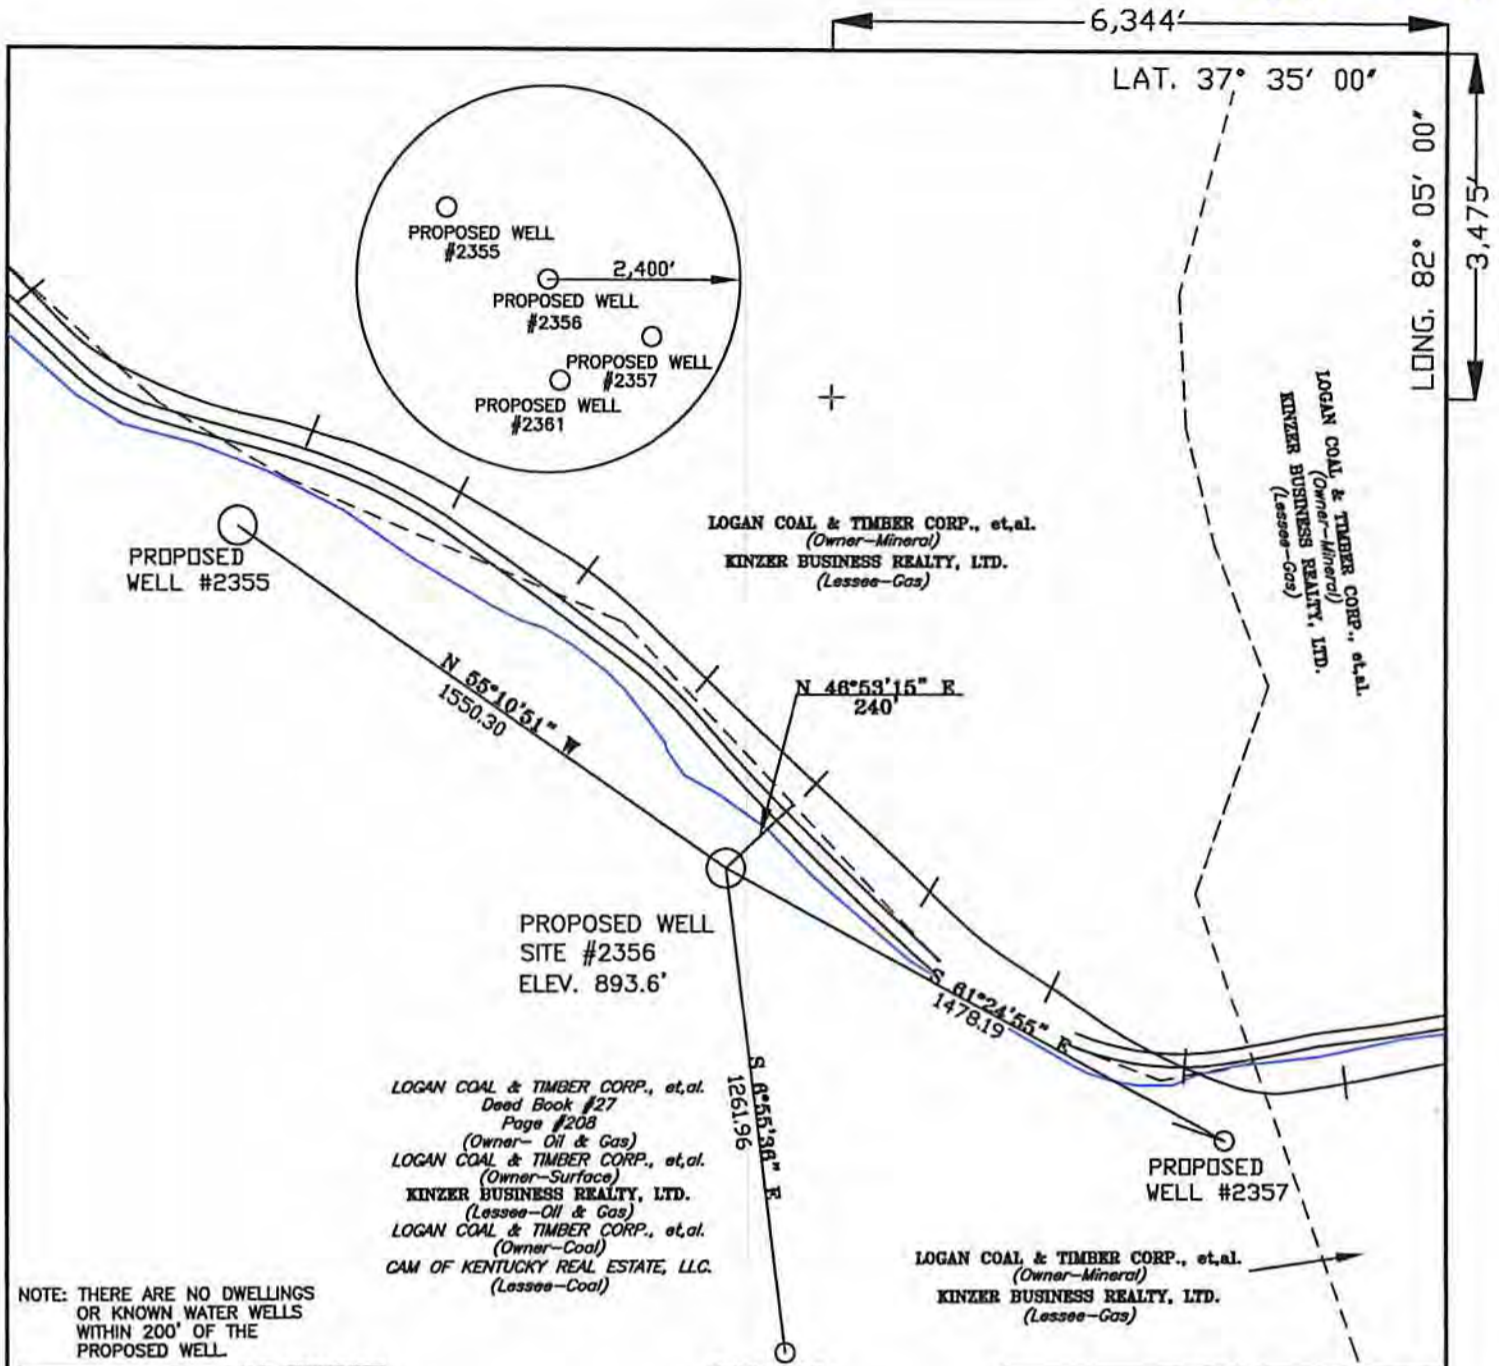 6,344'
LAT. 37° 35' 00"
LONG. 82° 05' 00"
3,475'
PROPOSED WELL
#2355
2,400'
PROPOSED WELL
#2356
PROPOSED WELL
#2357
PROPOSED WELL
#2361
LOGAN COAL & TIMBER CORP., et,al.
(Owner-Mineral)
KINZER BUSINESS REALTY, LTD.
(Lessee-Gas)
LOGAN COAL & TIMBER CORP., et,al.
(Owner-Mineral)
KINZER BUSINESS REALTY, LTD.
(Lessee-Gas)
PROPOSED
WELL #2355
N 55°10'51" W
1550.30
N 46°53'15" E
240'
PROPOSED WELL
SITE #2356
ELEV. 893.6'
S 61°24'55" E
1478.19
S 6°55'36" E
1261.96
PROPOSED
WELL #2357
LOGAN COAL & TIMBER CORP., et,al.
Deed Book #27
Page #208
(Owner- Oil & Gas)
LOGAN COAL & TIMBER CORP., et,al.
(Owner-Surface)
KINZER BUSINESS REALTY, LTD.
(Lessee-Oil & Gas)
LOGAN COAL & TIMBER CORP., et,al.
(Owner-Coal)
CAM OF KENTUCKY REAL ESTATE, LLC.
(Lessee-Coal)
LOGAN COAL & TIMBER CORP., et,al.
(Owner-Mineral)
KINZER BUSINESS REALTY, LTD.
(Lessee-Gas)
NOTE: THERE ARE NO DWELLINGS
OR KNOWN WATER WELLS
WITHIN 200' OF THE
PROPOSED WELL.